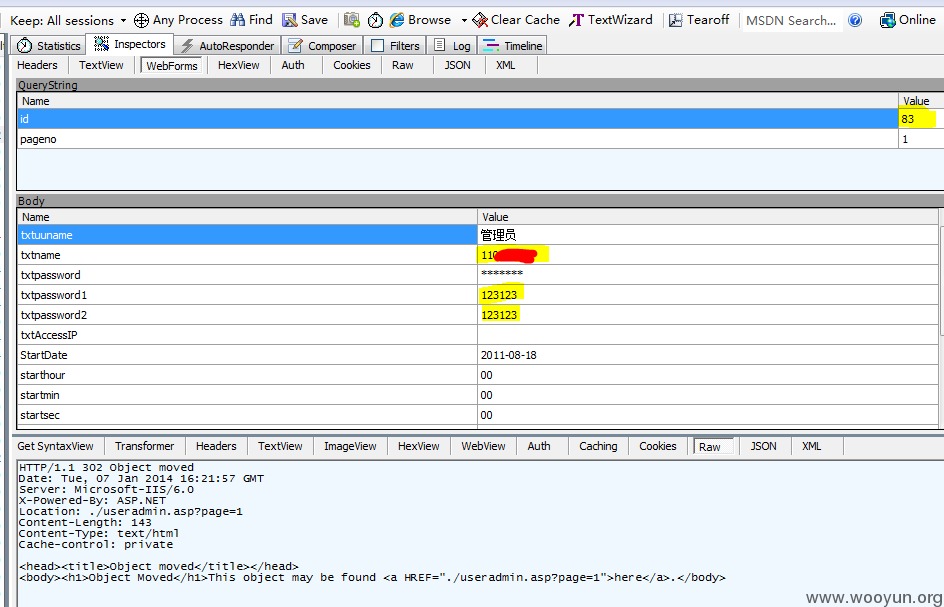 Keep: All sessions Any Process Find Save Browse Clear Cache TextWizard Tearoff MSDN Search... Online
Statistics Inspectors AutoResponder Composer Filters Log Timeline
Headers TextView WebForms HexView Auth Cookies Raw JSON XML
QueryString
Name Value
id 83
pageno 1
Body
Name Value
txtuuname 管理员
txtname 110
txtpassword *******
txtpassword1 123123
txtpassword2 123123
txtAccessIP
StartDate 2011-08-18
starthour 00
startmin 00
startsec 00
Get SyntaxView Transformer Headers TextView ImageView HexView WebView Auth Caching Cookies Raw JSON XML
HTTP/1.1 302 Object moved
Date: Tue, 07 Jan 2014 16:21:57 GMT
Server: Microsoft-IIS/6.0
X-Powered-By: ASP.NET
Location: ./useradmin.asp?page=1
Content-Length: 143
Content-Type: text/html
Cache-control: private
<head><title>Object moved</title></head>
<body><h1>Object Moved</h1>This object may be found <a HREF="./useradmin.asp?page=1">here</a>.</body>
www.wooyun.org